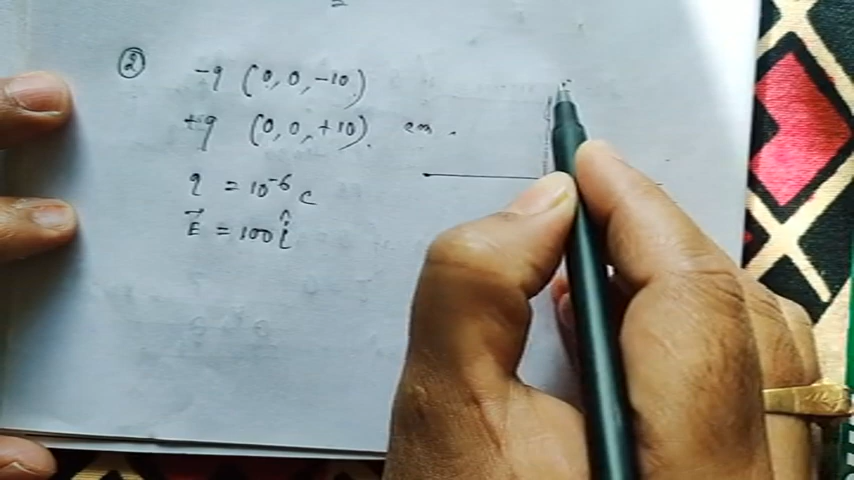 ② -q (0, 0, -10)
+q (0, 0, +10). cm.
q = 10⁻⁶ C
E⃗ = 100 î